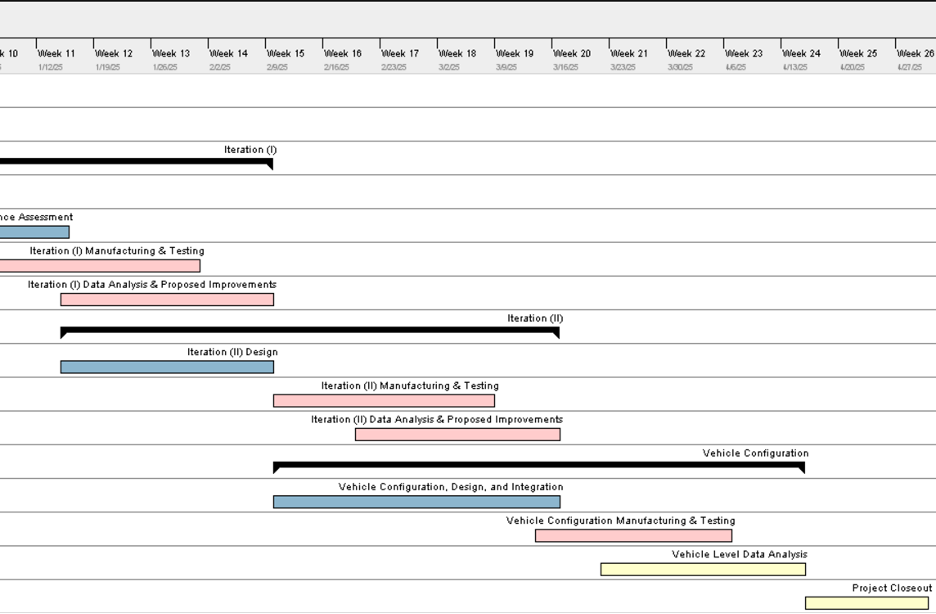 k 10 Week 11 Week 12 Week 13 Week 14 Week 15 Week 16 Week 17 Week 18 Week 19 Week 20 Week 21 Week 22 Week 23 Week 24 Week 25 Week 26
1/12/25 1/19/25 1/26/25 2/2/25 2/9/25 2/16/25 2/23/25 3/2/25 3/9/25 3/16/25 3/23/25 3/30/25 4/6/25 4/13/25 4/20/25 4/27/25
Iteration (I)
nce Assessment
Iteration (I) Manufacturing & Testing
Iteration (I) Data Analysis & Proposed Improvements
Iteration (II)
Iteration (II) Design
Iteration (II) Manufacturing & Testing
Iteration (II) Data Analysis & Proposed Improvements
Vehicle Configuration
Vehicle Configuration, Design, and Integration
Vehicle Configuration Manufacturing & Testing
Vehicle Level Data Analysis
Project Closeout